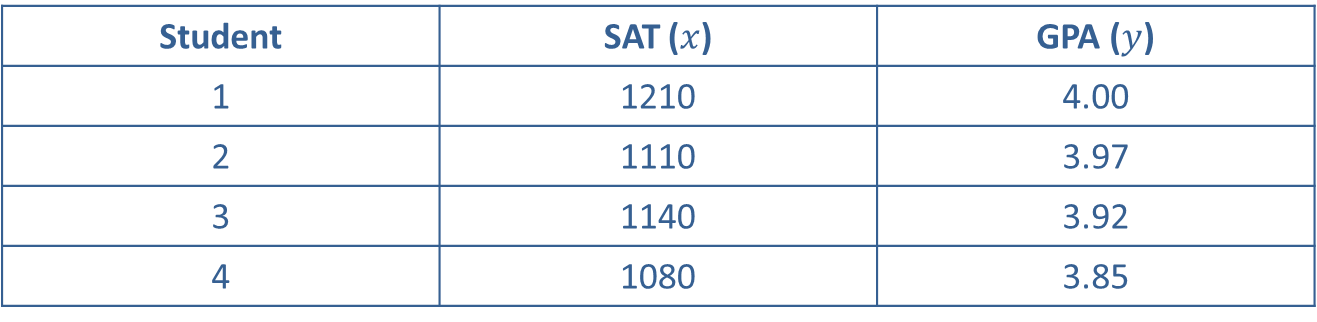 Student SAT (x) GPA (y)
1 1210 4.00
2 1110 3.97
3 1140 3.92
4 1080 3.85